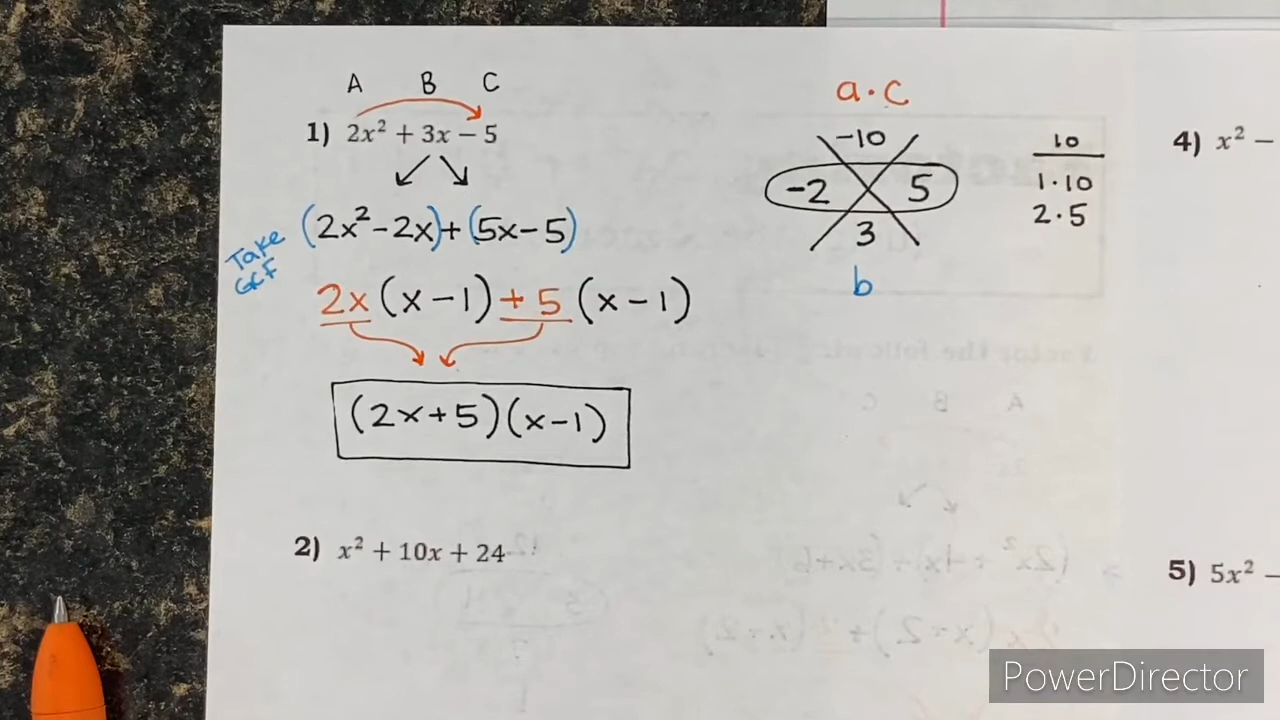 A B C
1) 2x² + 3x − 5
(2x²-2x)+(5x-5)
Take
GCF
2x(x-1)+5(x-1)
(2x+5)(x-1)
2) x² + 10x + 24
a·c
-10
-2 5
3
b
10
1·10
2·5
4) x² −
5) 5x² −
PowerDirector